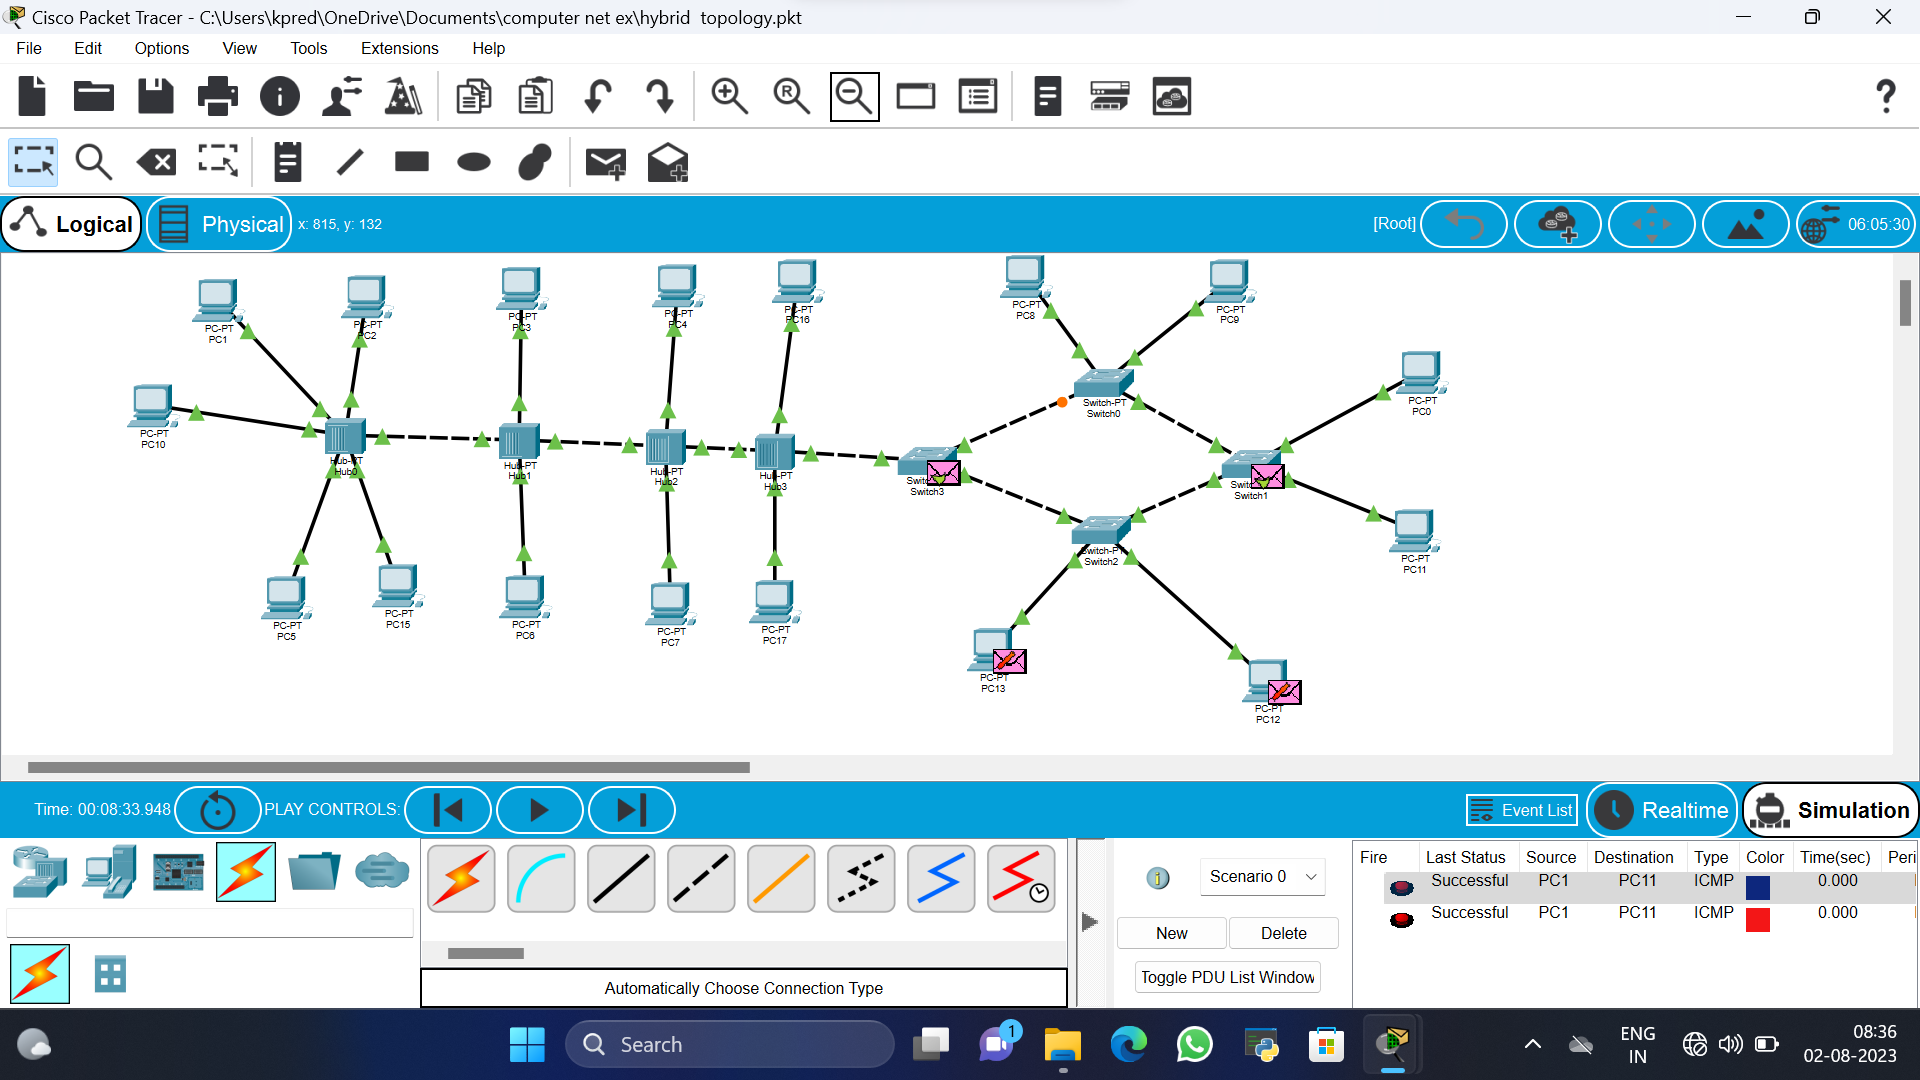 Cisco Packet Tracer - C:\Users\kpred\OneDrive\Documents\computer net ex\hybrid topology.pkt
File Edit Options View Tools Extensions Help
Logical Physical x: 815, y: 132 [Root] 06:05:30
PC-PT
PC1
PC-PT
PC2
PC-PT
PC3
PC-PT
PC4
PC-PT
PC16
PC-PT
PC8
PC-PT
PC9
PC-PT
PC10
Hub-PT
Hub0
Hub-PT
Hub1
Hub-PT
Hub2
Hub-PT
Hub3
Switch3
Switch-PT
Switch0
Switch1
PC-PT
PC0
Switch-PT
Switch2
PC-PT
PC11
PC-PT
PC5
PC-PT
PC15
PC-PT
PC6
PC-PT
PC7
PC-PT
PC17
PC-PT
PC13
PC-PT
PC12
Time: 00:08:33.948 PLAY CONTROLS: Event List Realtime Simulation
Scenario 0
New Delete
Toggle PDU List Window
Automatically Choose Connection Type
Fire Last Status Source Destination Type Color Time(sec) Peri
Successful PC1 PC11 ICMP 0.000
Successful PC1 PC11 ICMP 0.000
Search
1
ENG
IN
08:36
02-08-2023